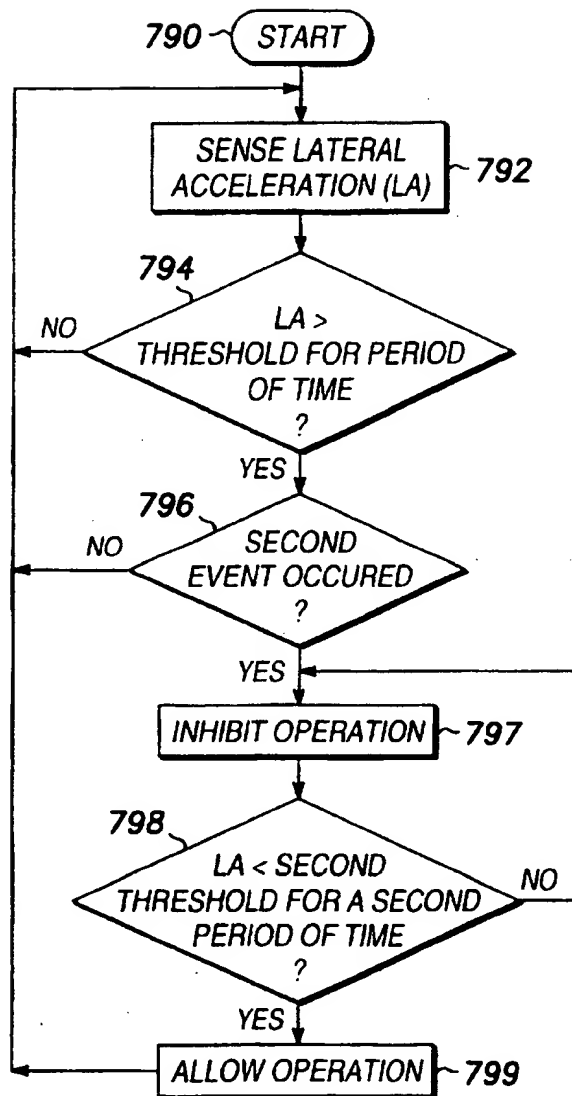 790
START
SENSE LATERAL
ACCELERATION (LA)
792
794
LA >
THRESHOLD FOR PERIOD
OF TIME
?
NO
YES
796
SECOND
EVENT OCCURED
?
NO
YES
INHIBIT OPERATION
797
798
LA < SECOND
THRESHOLD FOR A SECOND
PERIOD OF TIME
?
NO
YES
ALLOW OPERATION
799